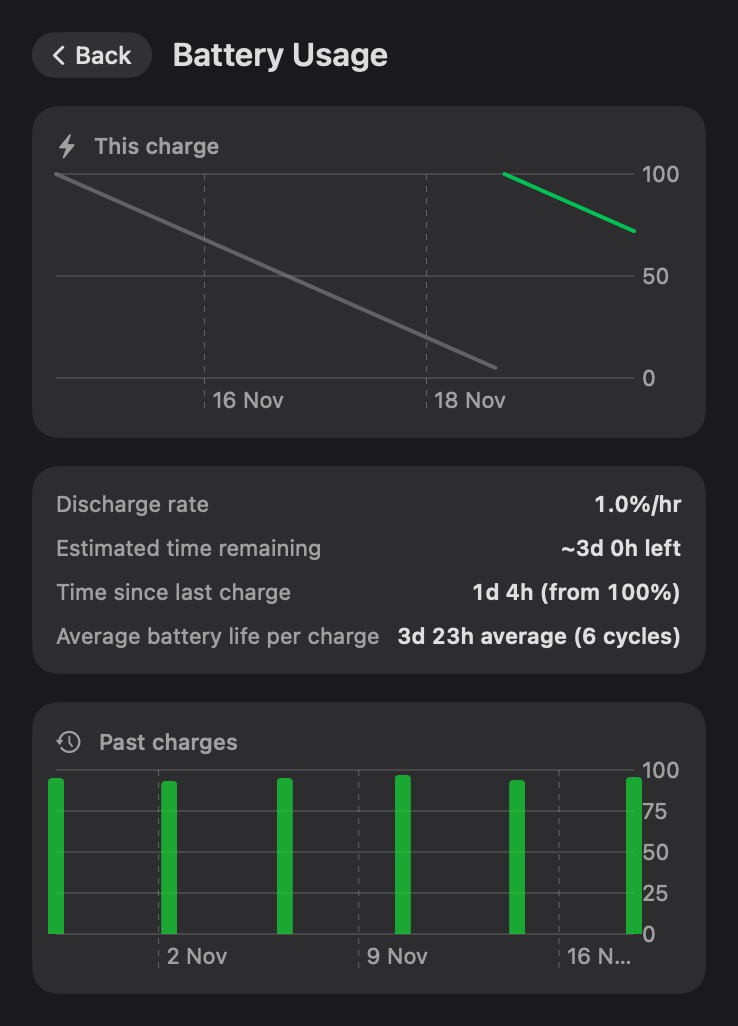 Back Battery Usage
This charge
100
50
0
16 Nov 18 Nov
Discharge rate 1.0%/hr
Estimated time remaining ~3d 0h left
Time since last charge 1d 4h (from 100%)
Average battery life per charge 3d 23h average (6 cycles)
Past charges
100
75
50
25
0
2 Nov 9 Nov 16 N...